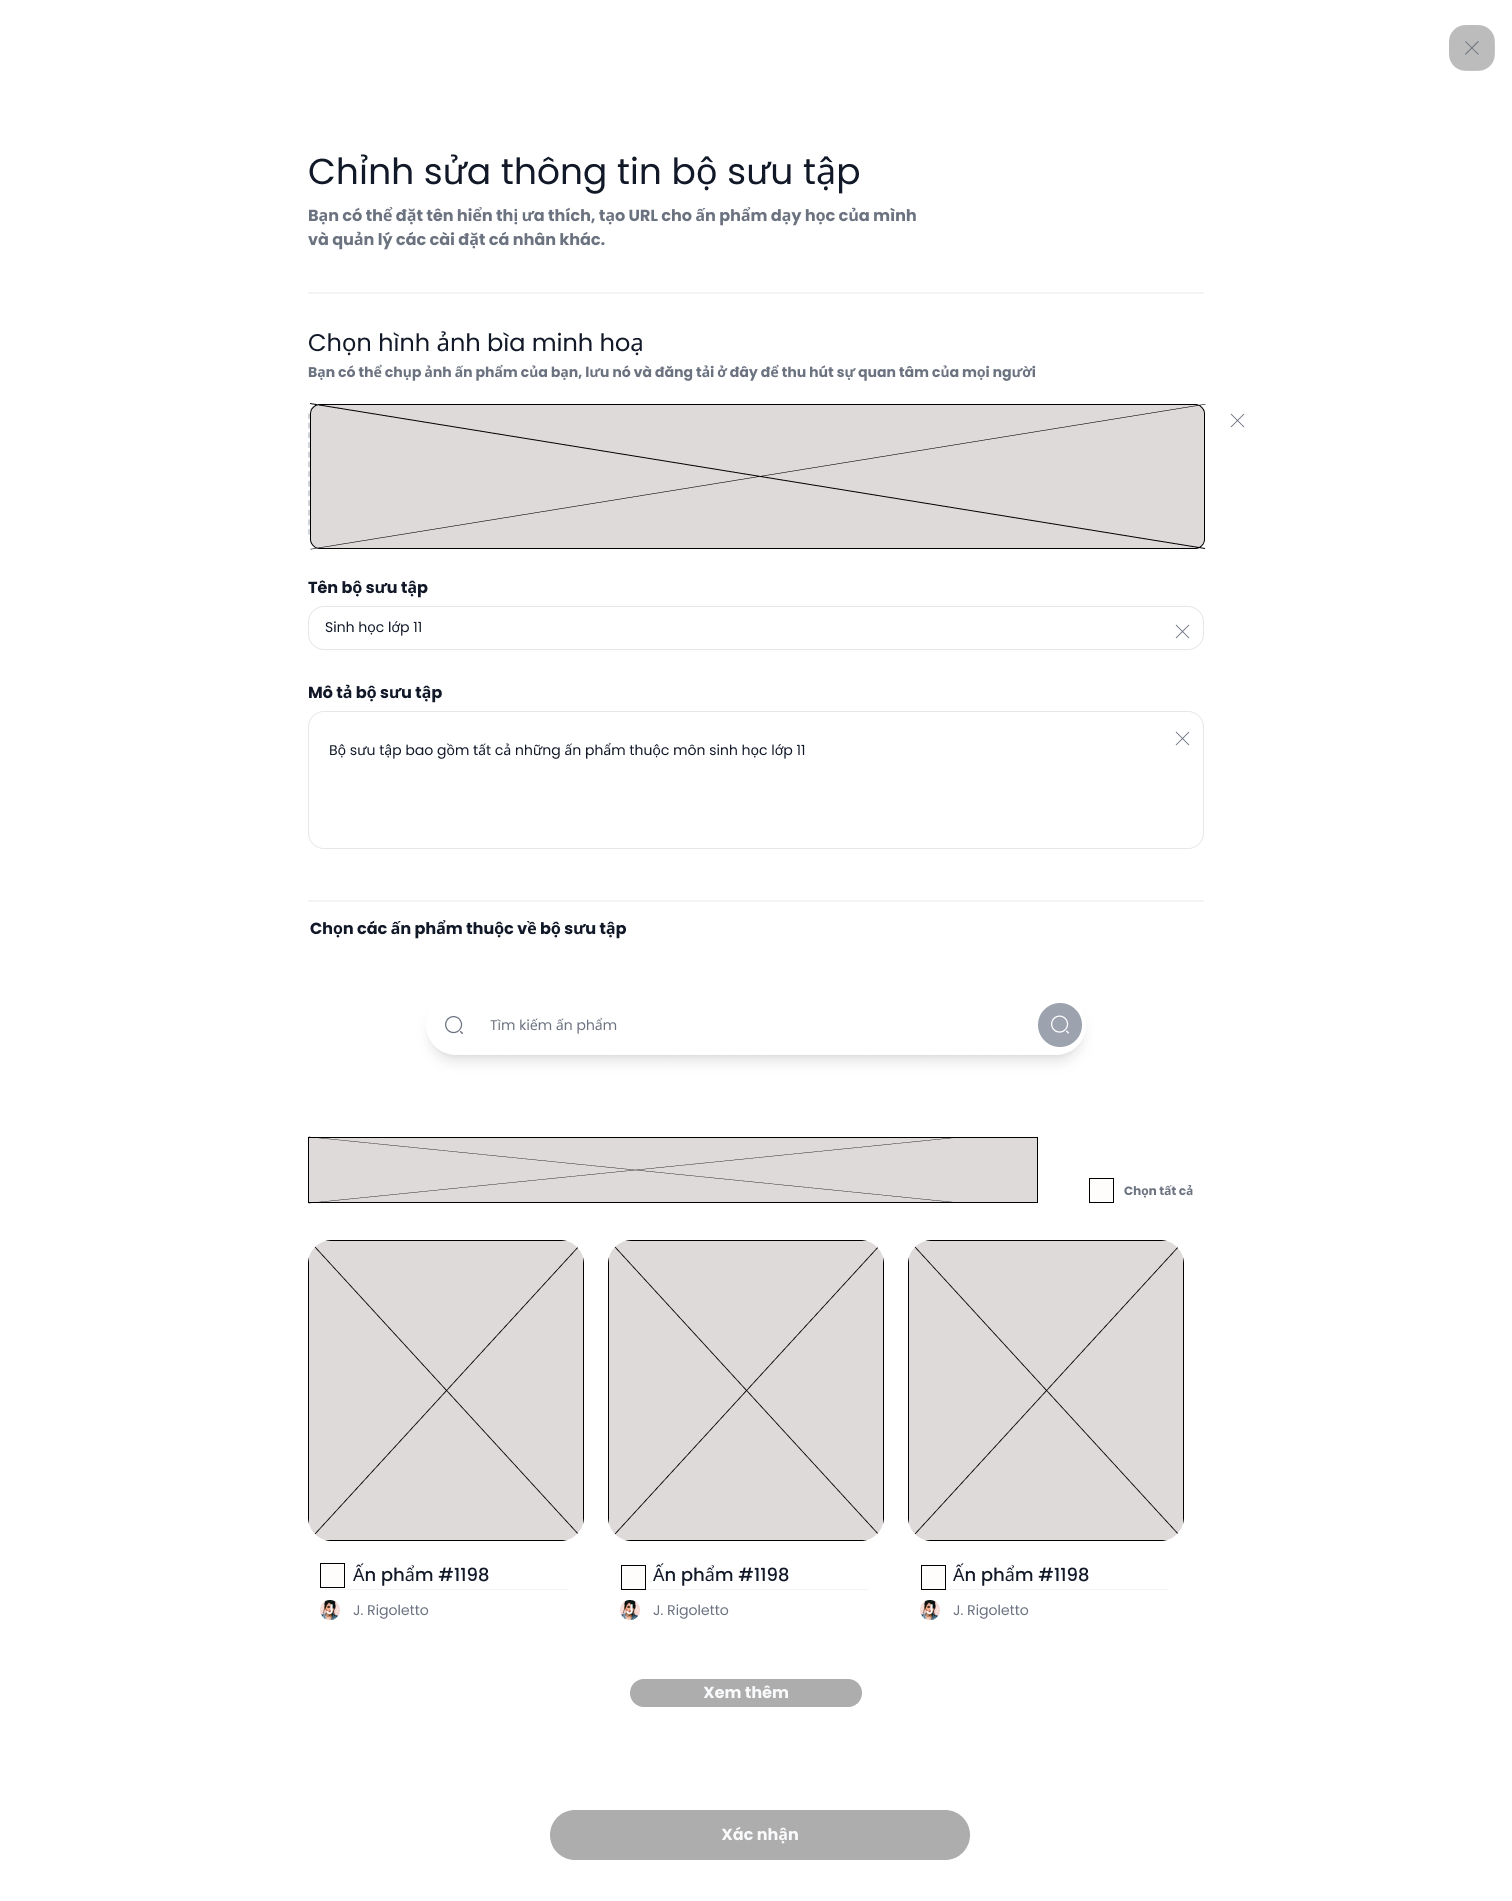 Chỉnh sửa thông tin bộ sưu tập
Bạn có thể đặt tên hiển thị ưa thích, tạo URL cho ấn phẩm dạy học của mình
và quản lý các cài đặt cá nhân khác.
Chọn hình ảnh bìa minh hoạ
Bạn có thể chụp ảnh ấn phẩm của bạn, lưu nó và đăng tải ở đây để thu hút sự quan tâm của mọi người
Tên bộ sưu tập
Sinh học lớp 11
Mô tả bộ sưu tập
Bộ sưu tập bao gồm tất cả những ấn phẩm thuộc môn sinh học lớp 11
Chọn các ấn phẩm thuộc về bộ sưu tập
Tìm kiếm ấn phẩm
Chọn tất cả
Ấn phẩm #1198
Ấn phẩm #1198
Ấn phẩm #1198
J. Rigoletto
J. Rigoletto
J. Rigoletto
Xem thêm
Xác nhận